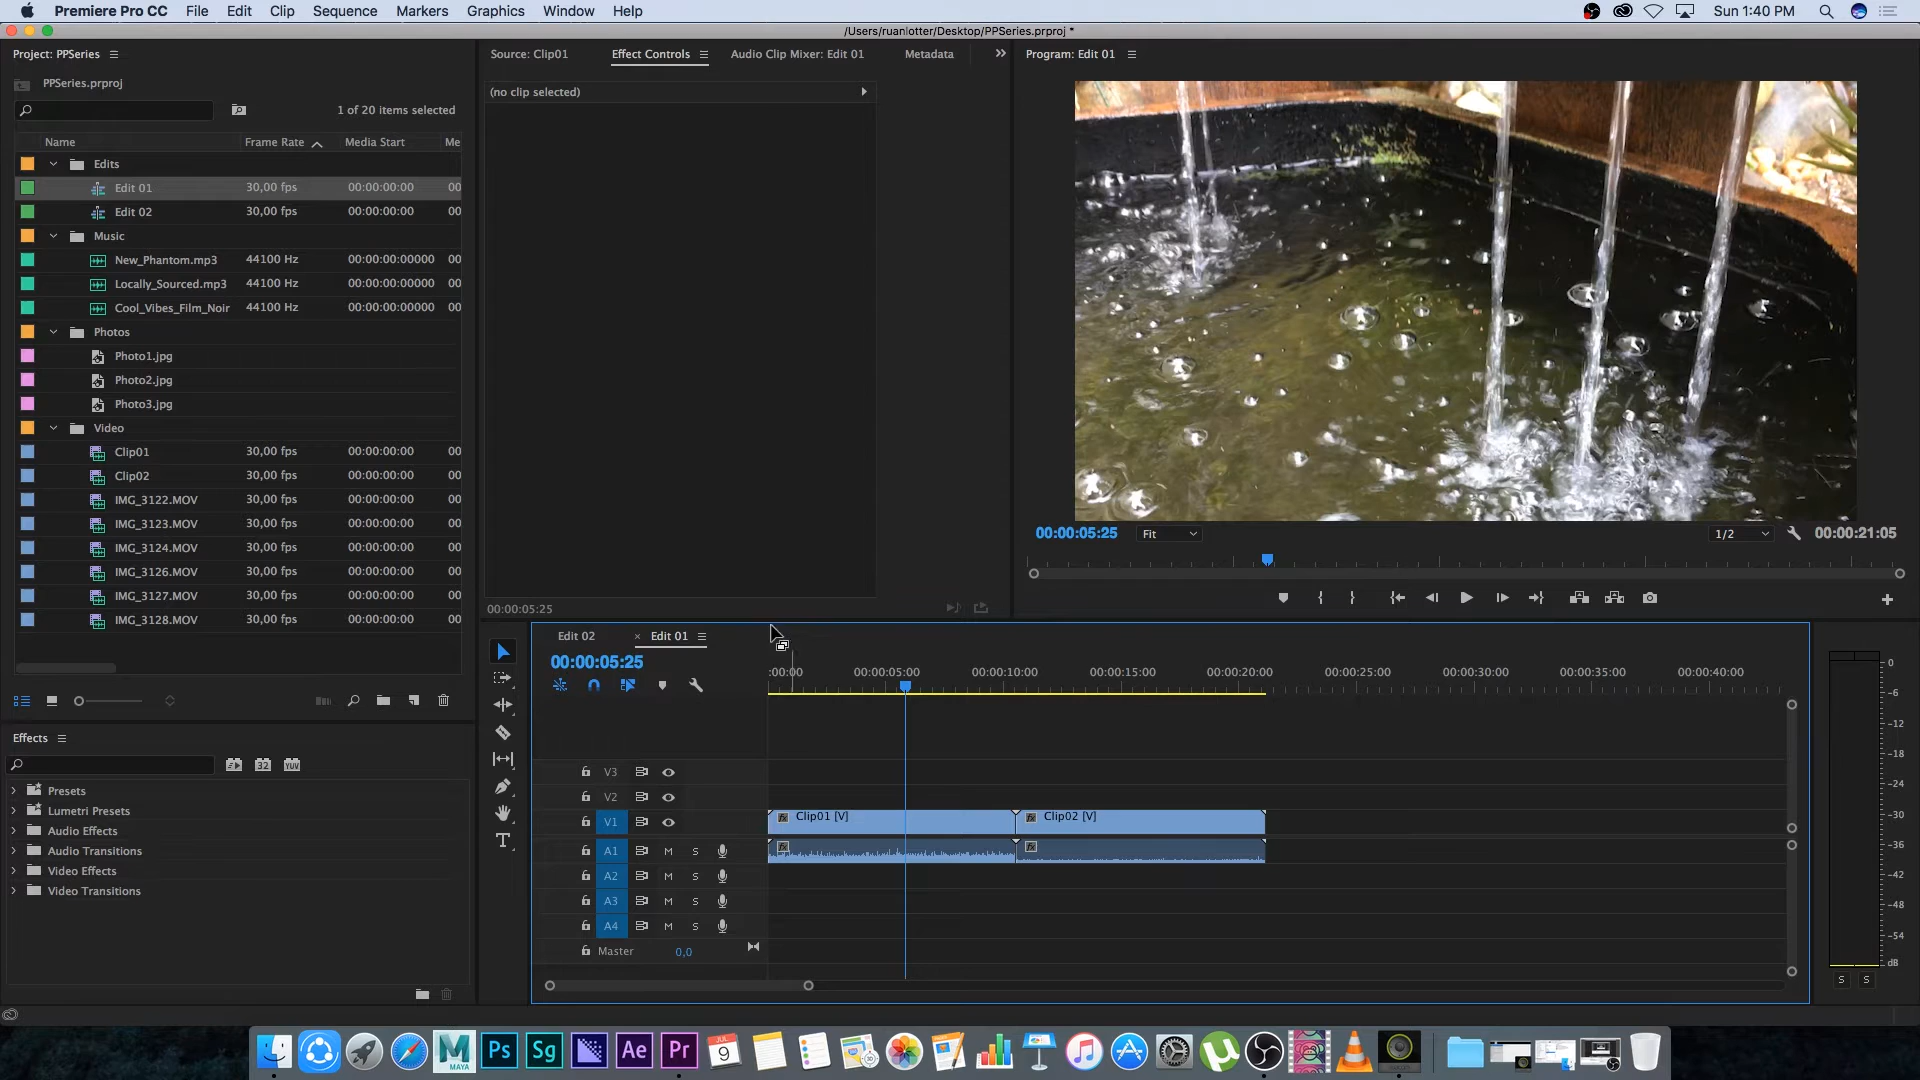 Premiere Pro CC File Edit Clip Sequence Markers Graphics Window Help Sun 1:40 PM
/Users/ruanlotter/Desktop/PPSeries.prproj *
Project: PPSeries Source: Clip01 Effect Controls Audio Clip Mixer: Edit 01 Metadata Program: Edit 01
PPSeries.prproj
(no clip selected)
1 of 20 items selected
Name Frame Rate Media Start Me
Edits
Edit 01 30,00 fps 00:00:00:00 00
Edit 02 30,00 fps 00:00:00:00 00
Music
New_Phantom.mp3 44100 Hz 00:00:00:00000 00
Locally_Sourced.mp3 44100 Hz 00:00:00:00000 00
Cool_Vibes_Film_Noir 44100 Hz 00:00:00:00000 00
Photos
Photo1.jpg
Photo2.jpg
Photo3.jpg
Video
Clip01 30,00 fps 00:00:00:00 00
Clip02 30,00 fps 00:00:00:00 00
IMG_3122.MOV 30,00 fps 00:00:00:00 00
IMG_3123.MOV 30,00 fps 00:00:00:00 00
IMG_3124.MOV 30,00 fps 00:00:00:00 00
IMG_3126.MOV 30,00 fps 00:00:00:00 00
IMG_3127.MOV 30,00 fps 00:00:00:00 00
IMG_3128.MOV 30,00 fps 00:00:00:00 00
00:00:05:25 Fit 1/2 00:00:21:05
00:00:05:25
Edit 02 × Edit 01
00:00:05:25
:00:00 00:00:05:00 00:00:10:00 00:00:15:00 00:00:20:00 00:00:25:00 00:00:30:00 00:00:35:00 00:00:40:00
Effects
32 YUV
Presets
Lumetri Presets
Audio Effects
Audio Transitions
Video Effects
Video Transitions
V3
V2
V1 fx Clip01 [V] fx Clip02 [V]
A1 M S fx fx
A2 M S
A3 M S
A4 M S
Master 0,0
0
-6
-12
-18
-24
-30
-36
-42
-48
-54
dB
S S
MAYA Ps Sg Ae Pr JUL 9